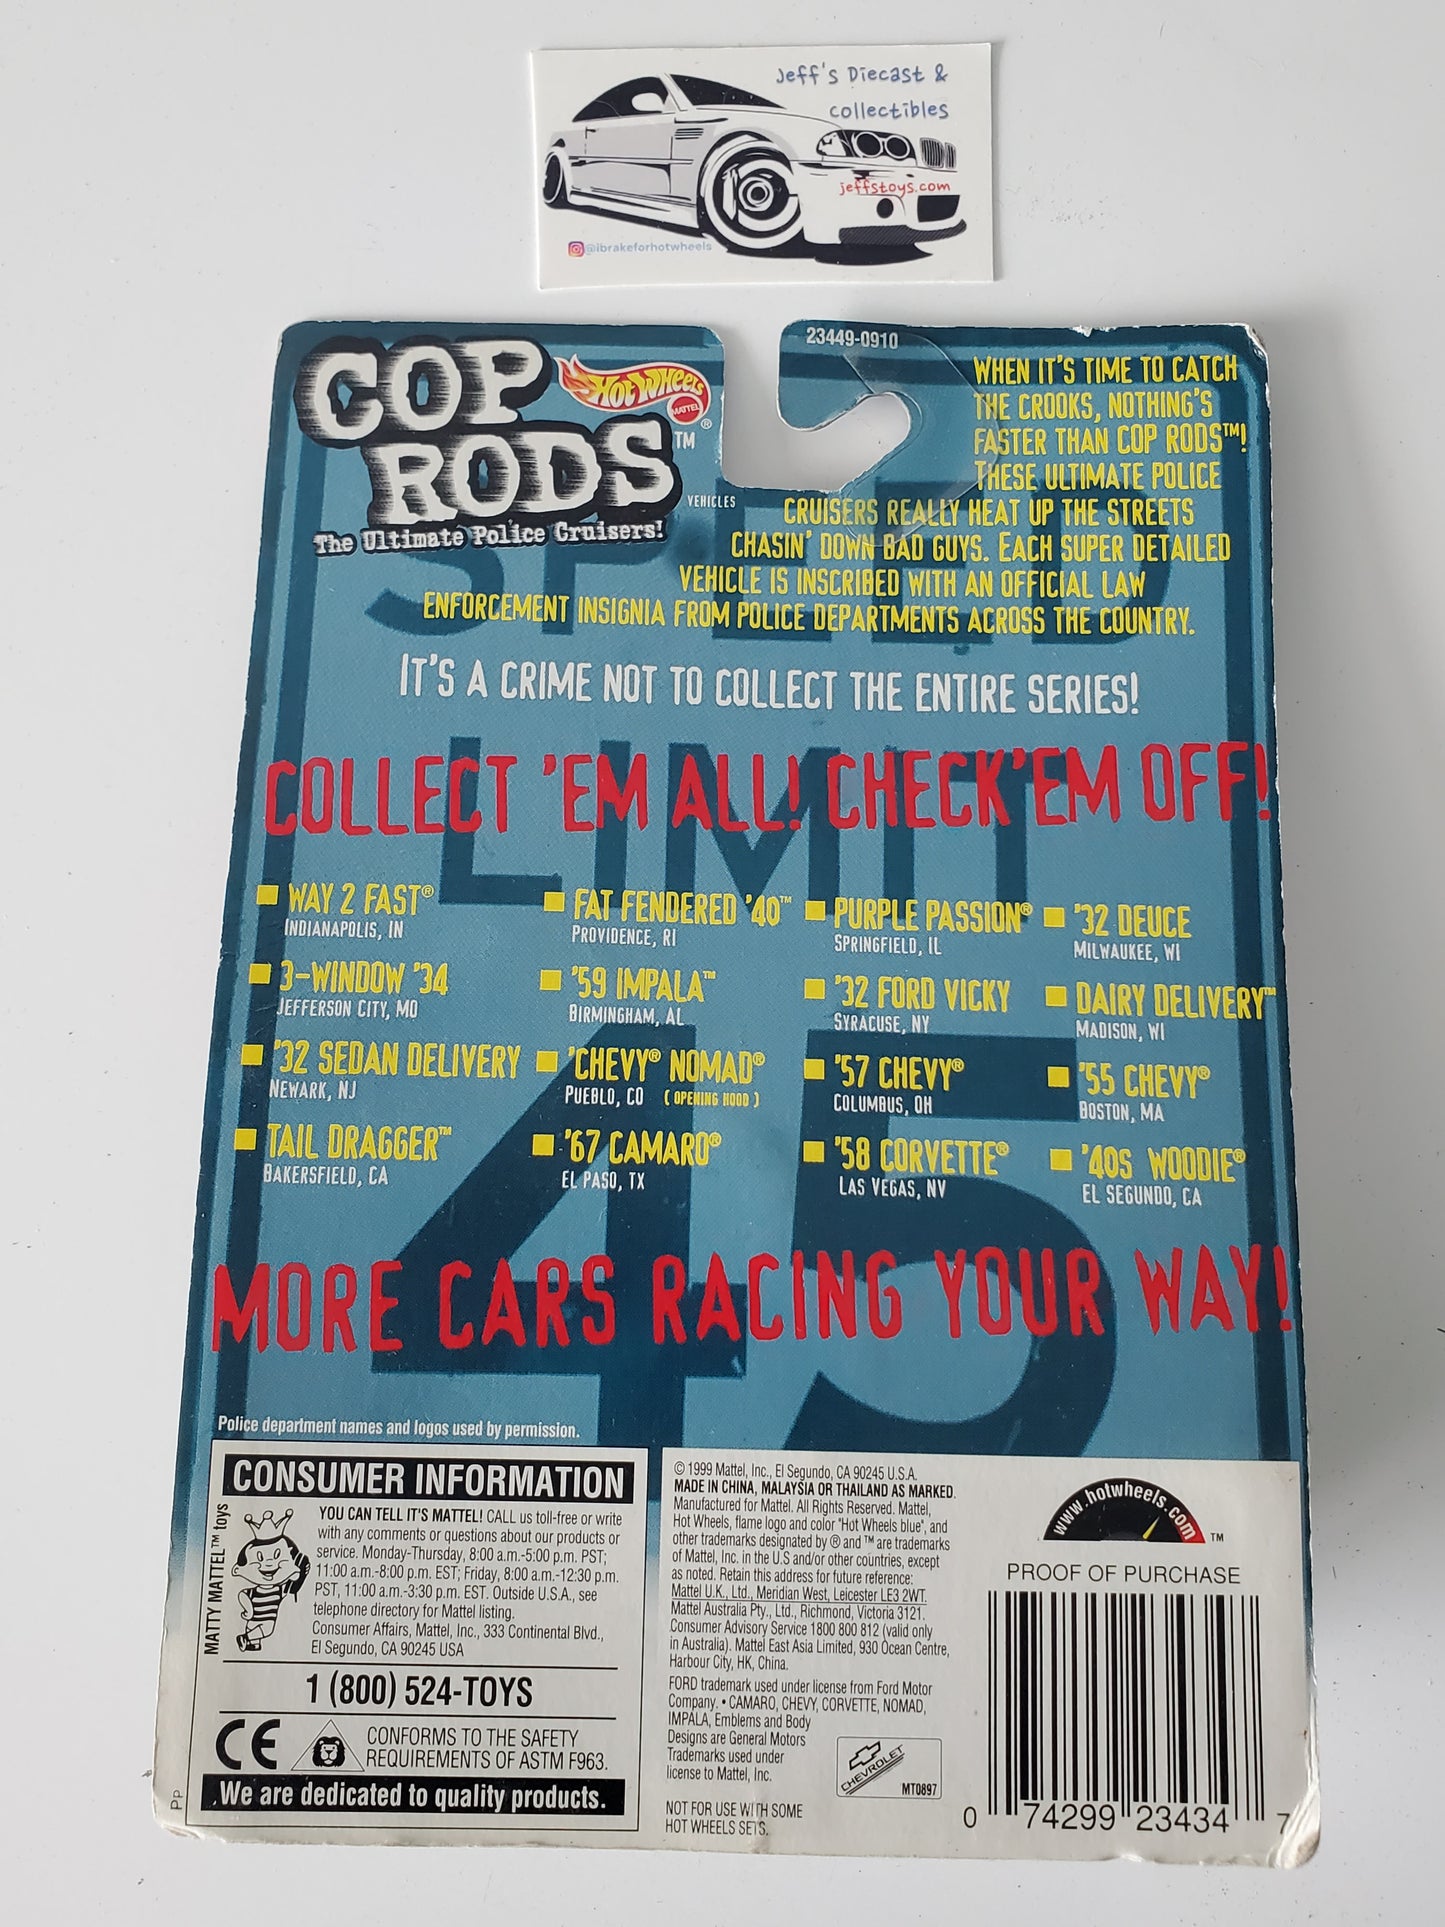 Jeff's Diecast &
collectibles
jeffstoys.com
@ibrakeforhotwheels
23449-0910
COP
RODS™
The Ultimate Police Cruisers!
Hot Wheels
MATTEL
®
VEHICLES
WHEN IT'S TIME TO CATCH
THE CROOKS, NOTHING'S
FASTER THAN COP RODS™!
THESE ULTIMATE POLICE
CRUISERS REALLY HEAT UP THE STREETS
CHASIN' DOWN BAD GUYS. EACH SUPER DETAILED
VEHICLE IS INSCRIBED WITH AN OFFICIAL LAW
ENFORCEMENT INSIGNIA FROM POLICE DEPARTMENTS ACROSS THE COUNTRY.
SPEED
LIMIT
45
IT'S A CRIME NOT TO COLLECT THE ENTIRE SERIES!
COLLECT 'EM ALL! CHECK 'EM OFF!
WAY 2 FAST®
INDIANAPOLIS, IN
3-WINDOW '34
JEFFERSON CITY, MO
'32 SEDAN DELIVERY
NEWARK, NJ
TAIL DRAGGER™
BAKERSFIELD, CA
FAT FENDERED '40™
PROVIDENCE, RI
'59 IMPALA™
BIRMINGHAM, AL
'CHEVY® NOMAD®
PUEBLO, CO (OPENING HOOD)
'67 CAMARO®
EL PASO, TX
PURPLE PASSION®
SPRINGFIELD, IL
'32 FORD VICKY
SYRACUSE, NY
'57 CHEVY®
COLUMBUS, OH
'58 CORVETTE®
LAS VEGAS, NV
'32 DEUCE
MILWAUKEE, WI
DAIRY DELIVERY™
MADISON, WI
'55 CHEVY®
BOSTON, MA
'40S WOODIE®
EL SEGUNDO, CA
MORE CARS RACING YOUR WAY!
Police department names and logos used by permission.
CONSUMER INFORMATION
MATTY MATTEL™ toys
YOU CAN TELL IT'S MATTEL! CALL us toll-free or write
with any comments or questions about our products or
service. Monday-Thursday, 8:00 a.m.-5:00 p.m. PST;
11:00 a.m.-8:00 p.m. EST; Friday, 8:00 a.m.-12:30 p.m.
PST, 11:00 a.m.-3:30 p.m. EST. Outside U.S.A., see
telephone directory for Mattel listing.
Consumer Affairs, Mattel, Inc., 333 Continental Blvd.,
El Segundo, CA 90245 USA
1 (800) 524-TOYS
CE
CONFORMS TO THE SAFETY
REQUIREMENTS OF ASTM F963.
We are dedicated to quality products.
Pp
© 1999 Mattel, Inc., El Segundo, CA 90245 U.S.A.
MADE IN CHINA, MALAYSIA OR THAILAND AS MARKED.
Manufactured for Mattel. All Rights Reserved. Mattel,
Hot Wheels, flame logo and color "Hot Wheels blue", and
other trademarks designated by ® and ™ are trademarks
of Mattel, Inc. in the U.S and/or other countries, except
as noted. Retain this address for future reference:
Mattel U.K., Ltd., Meridian West, Leicester LE3 2WT.
Mattel Australia Pty., Ltd., Richmond, Victoria 3121.
Consumer Advisory Service 1800 800 812 (valid only
in Australia). Mattel East Asia Limited, 930 Ocean Centre,
Harbour City, HK, China.
FORD trademark used under license from Ford Motor
Company. • CAMARO, CHEVY, CORVETTE, NOMAD,
IMPALA, Emblems and Body
Designs are General Motors
Trademarks used under
license to Mattel, Inc.
CHEVROLET
MT0897
NOT FOR USE WITH SOME
HOT WHEELS SETS.
www.hotwheels.com
™
PROOF OF PURCHASE
0 74299 23434 7